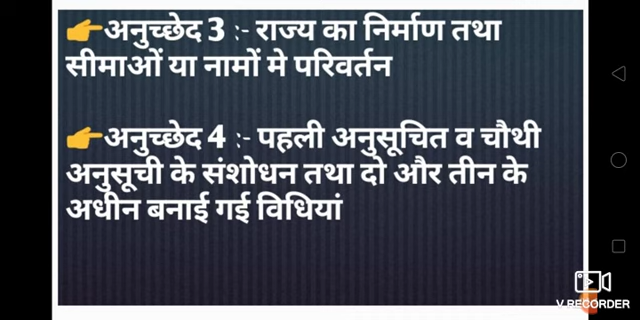 👉अनुच्छेद 3 :- राज्य का निर्माण तथा
सीमाओं या नामों मे परिवर्तन
👉अनुच्छेद 4 :- पहली अनुसूचित व चौथी
अनुसूची के संशोधन तथा दो और तीन के
अधीन बनाई गई विधियां
V.RECORDER